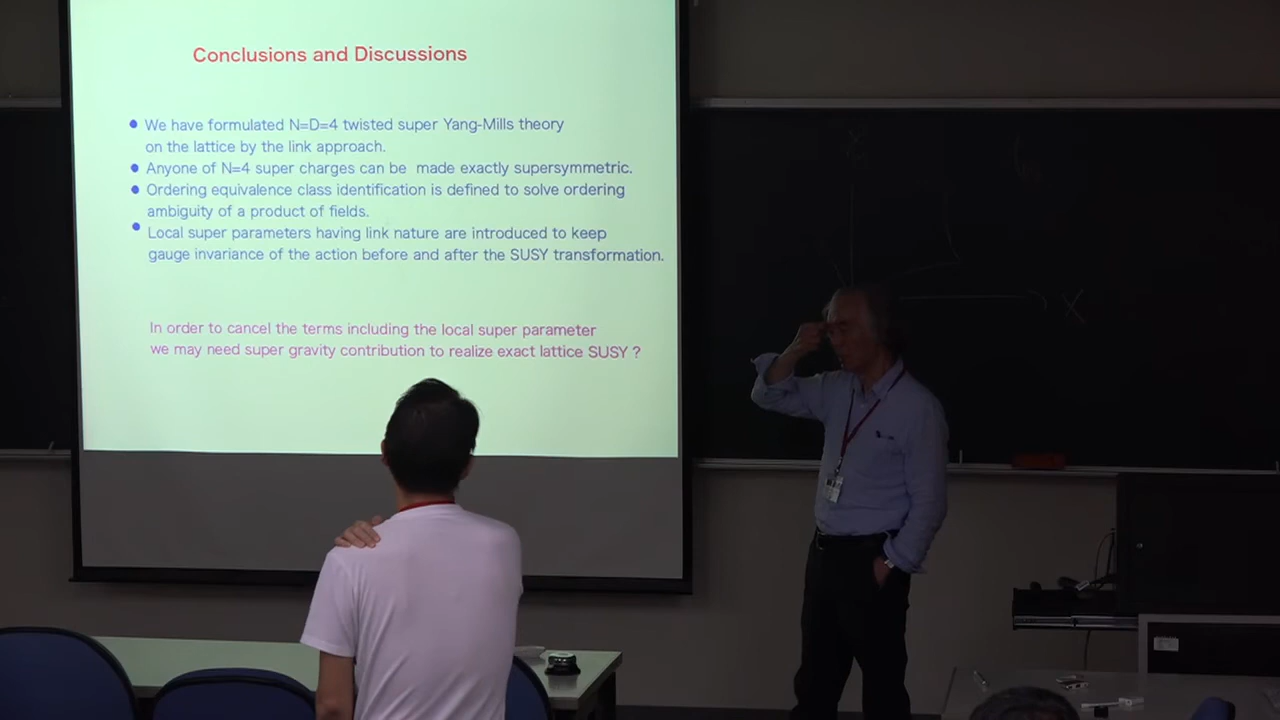 Conclusions and Discussions
We have formulated N=D=4 twisted super Yang-Mills theory
on the lattice by the link approach.
Anyone of N=4 super charges can be made exactly supersymmetric.
Ordering equivalence class identification is defined to solve ordering
ambiguity of a product of fields.
Local super parameters having link nature are introduced to keep
gauge invariance of the action before and after the SUSY transformation.
In order to cancel the terms including the local super parameter
we may need super gravity contribution to realize exact lattice SUSY ?
X